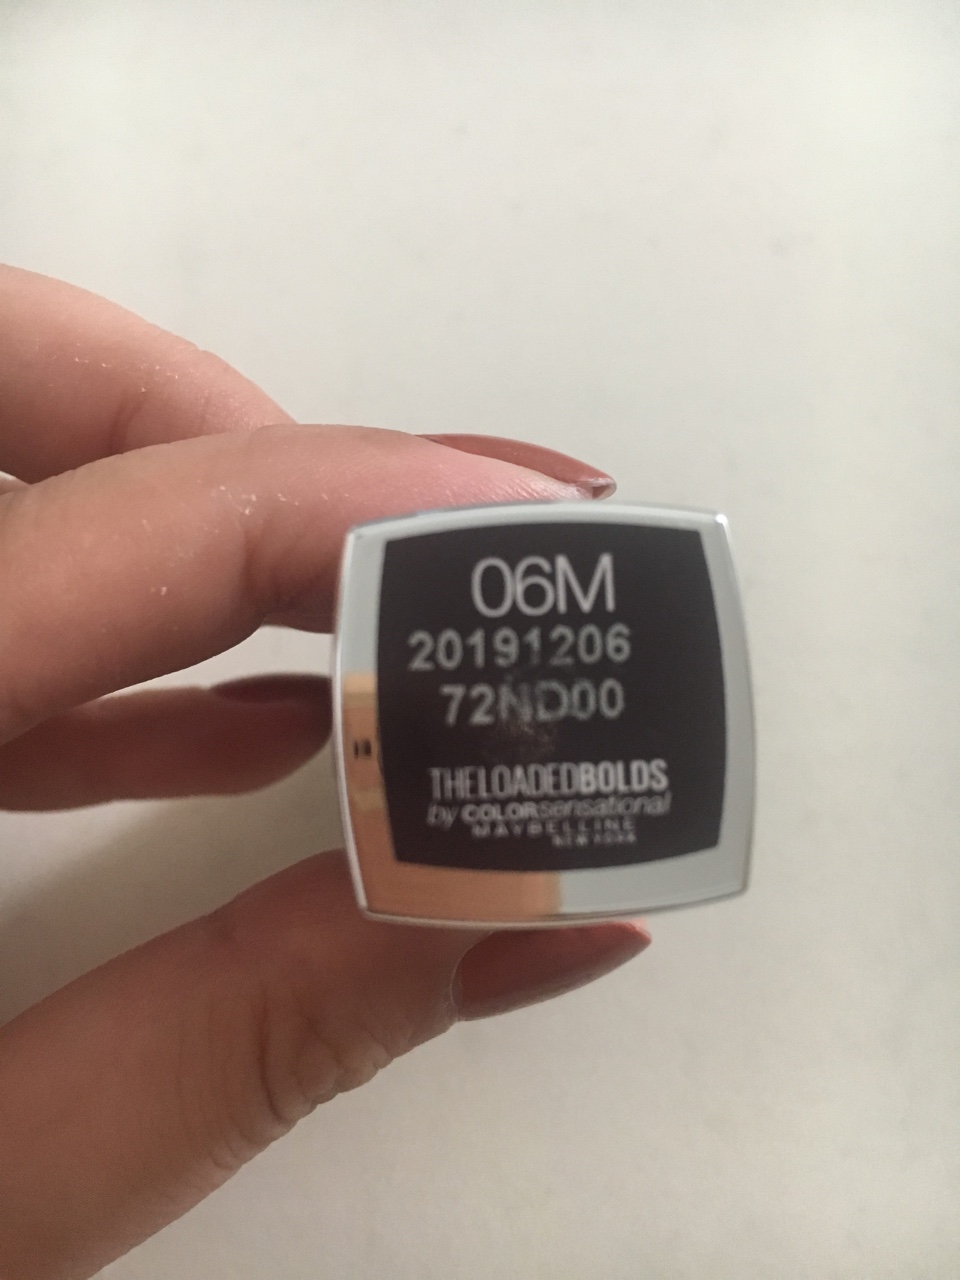 06M
20191206
72ND00
THELOADEDBOLDS
by COLORsensational
MAYBELLINE
NEW YORK